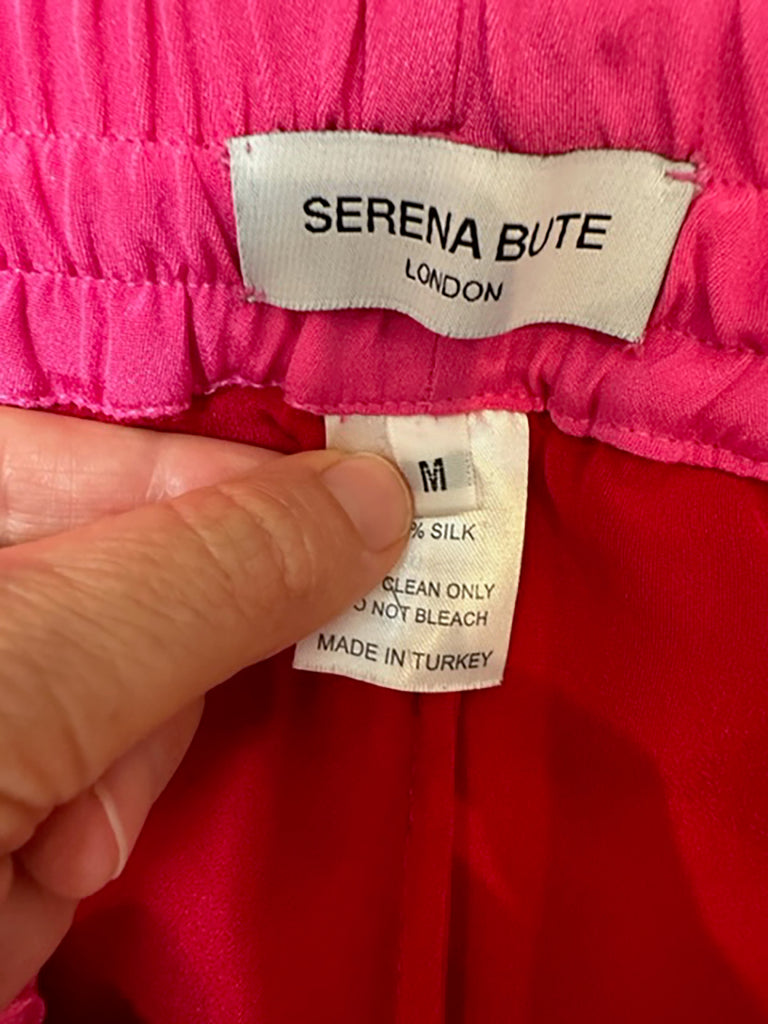 SERENA BUTE
LONDON
M
% SILK
CLEAN ONLY
NOT BLEACH
MADE IN TURKEY